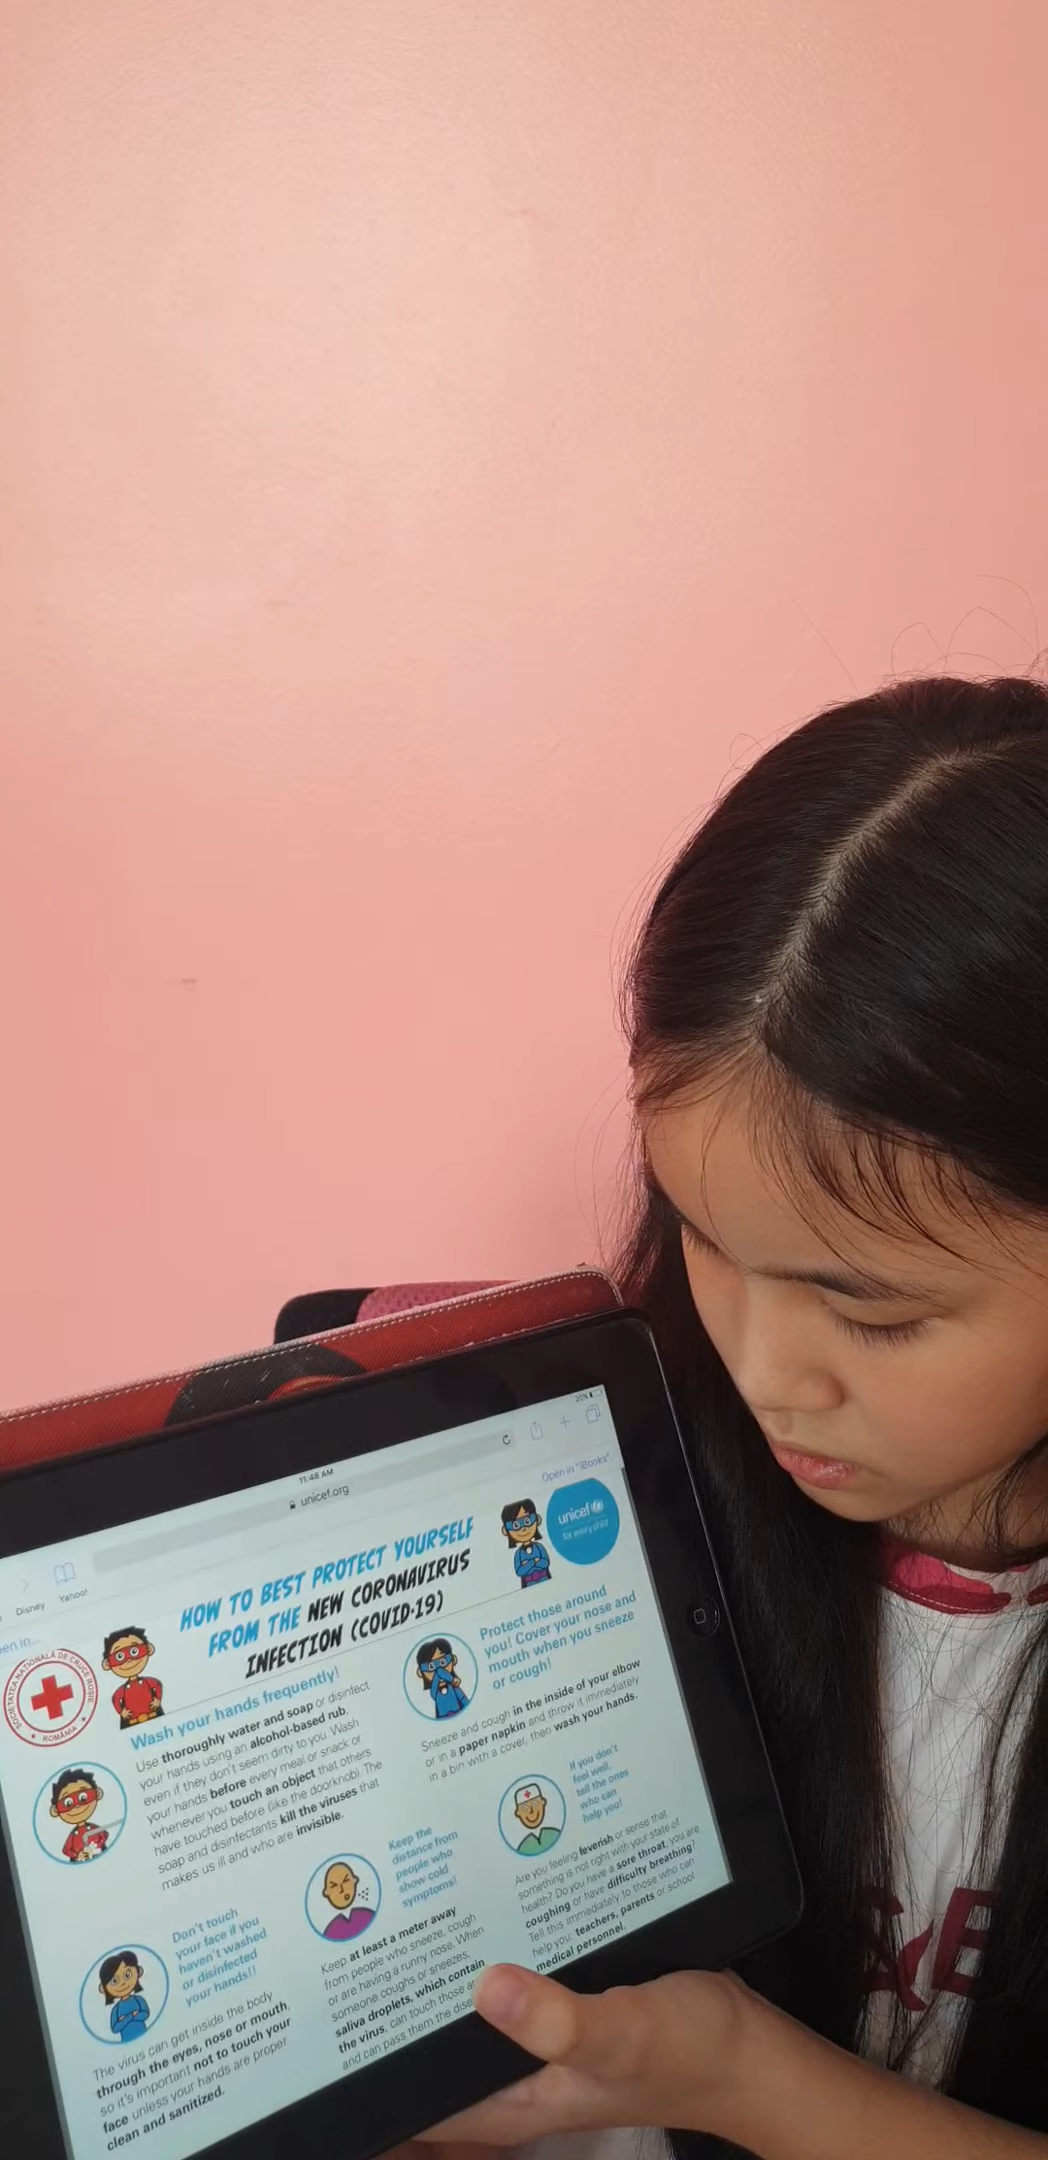 20%
11:48 AM
unicef.org
Open in "iBooks"
Disney
Yahoo!
HOW TO BEST PROTECT YOURSELF
FROM THE NEW CORONAVIRUS
INFECTION (COVID-19)
unicef
for every child
SOCIETATEA NAȚIONALĂ DE CRUCE ROȘIE
ROMÂNIA
Wash your hands frequently!
Use thoroughly water and soap or disinfect
your hands using an alcohol-based rub,
even if they don't seem dirty to you. Wash
your hands before every meal or snack or
whenever you touch an object that others
have touched before (like the doorknob) The
soap and disinfectants kill the viruses that
makes us ill and who are invisible.
Protect those around
you! Cover your nose and
mouth when you sneeze
or cough!
Sneeze and cough in the inside of your elbow
or in a paper napkin and throw it immediately
in a bin with a cover, then wash your hands.
Don't touch
your face if you
haven't washed
or disinfected
your hands!!
The virus can get inside the body
through the eyes, nose or mouth,
so it's important not to touch your
face unless your hands are proper
clean and sanitized.
Keep the
distance from
people who
show cold
symptoms!
Keep at least a meter away
from people who sneeze, cough
or are having a runny nose. When
someone coughs or sneezes,
saliva droplets, which contain
the virus, can touch those
and can pass them the
If you don't
feel well,
tell the ones
who can
help you!
Are you feeling feverish or sense that
something is not right with your state of
health? Do you have a sore throat, you are
coughing or have difficulty breathing?
Tell this immediately to those who can
help you: teachers, parents or school
medical personnel.